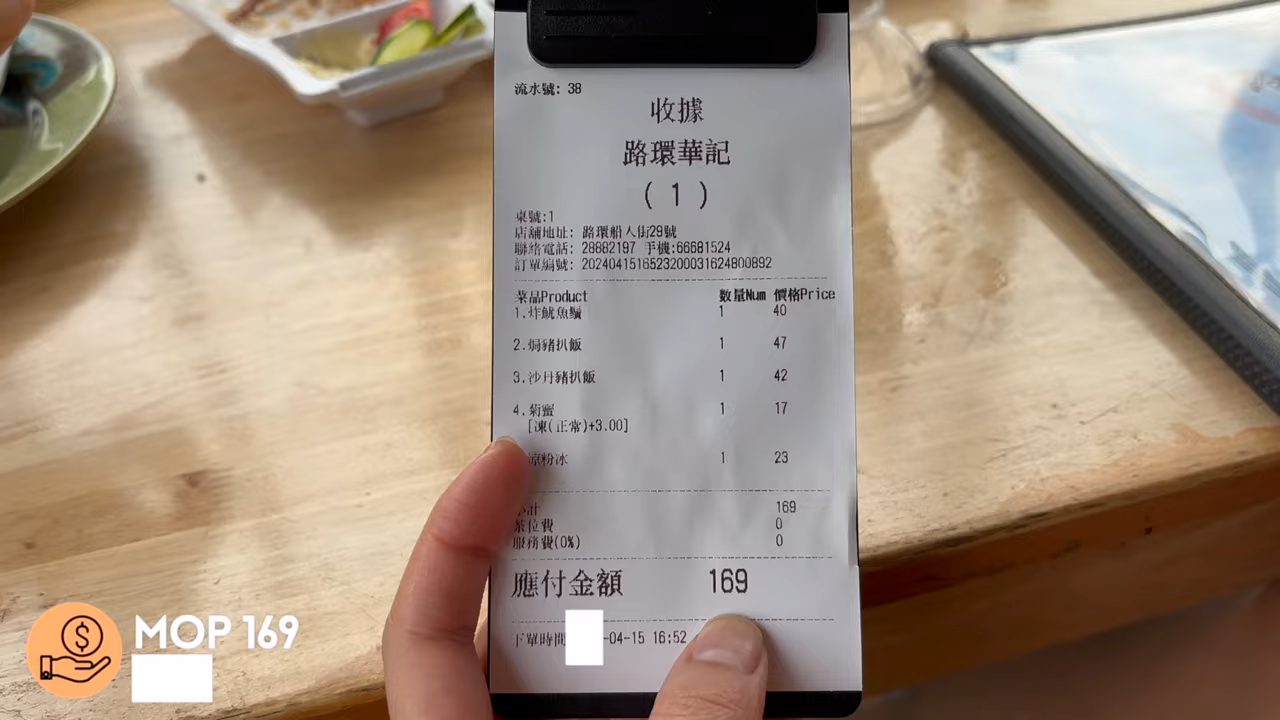 流水號: 38
收據
路環華記
(1)
桌號:1
店舖地址: 路環船人街29號
聯絡電話: 28882197 手機:66681524
訂單編號: 2024041516523200031624800892
菜品Product 數量Num 價格Price
1.炸魷魚鬚 1 40
2.焗豬扒飯 1 47
3.沙丹豬扒飯 1 42
4.菊蜜 1 17
[凍(正常)+3.00]
涼粉冰 1 23
小計 169
茶位費 0
服務費(0%) 0
應付金額 169
下單時間 -04-15 16:52
MOP 169